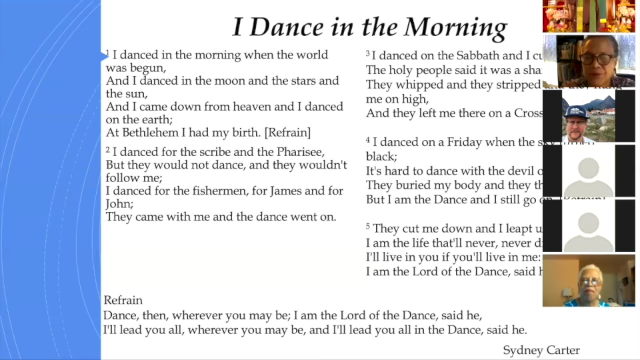 I Dance in the Morning
1 I danced in the morning when the world
was begun,
And I danced in the moon and the stars and
the sun,
And I came down from heaven and I danced
on the earth;
At Bethlehem I had my birth. [Refrain]
2 I danced for the scribe and the Pharisee,
But they would not dance, and they wouldn't
follow me;
I danced for the fishermen, for James and for
John;
They came with me and the dance went on.
3 I danced on the Sabbath and I
The holy people said it was a
They whipped and they stripped
me on high,
And they left me there on a Cross
4 I danced on a Friday when the
black;
It's hard to dance with the devil
They buried my body and they
But I am the Dance and I still go
5 They cut me down and I leapt
I am the life that'll never, never
I'll live in you if you'll live in me:
I am the Lord of the Dance, said
Refrain
Dance, then, wherever you may be; I am the Lord of the Dance, said he,
I'll lead you all, wherever you may be, and I'll lead you all in the Dance, said he.
Sydney Carter